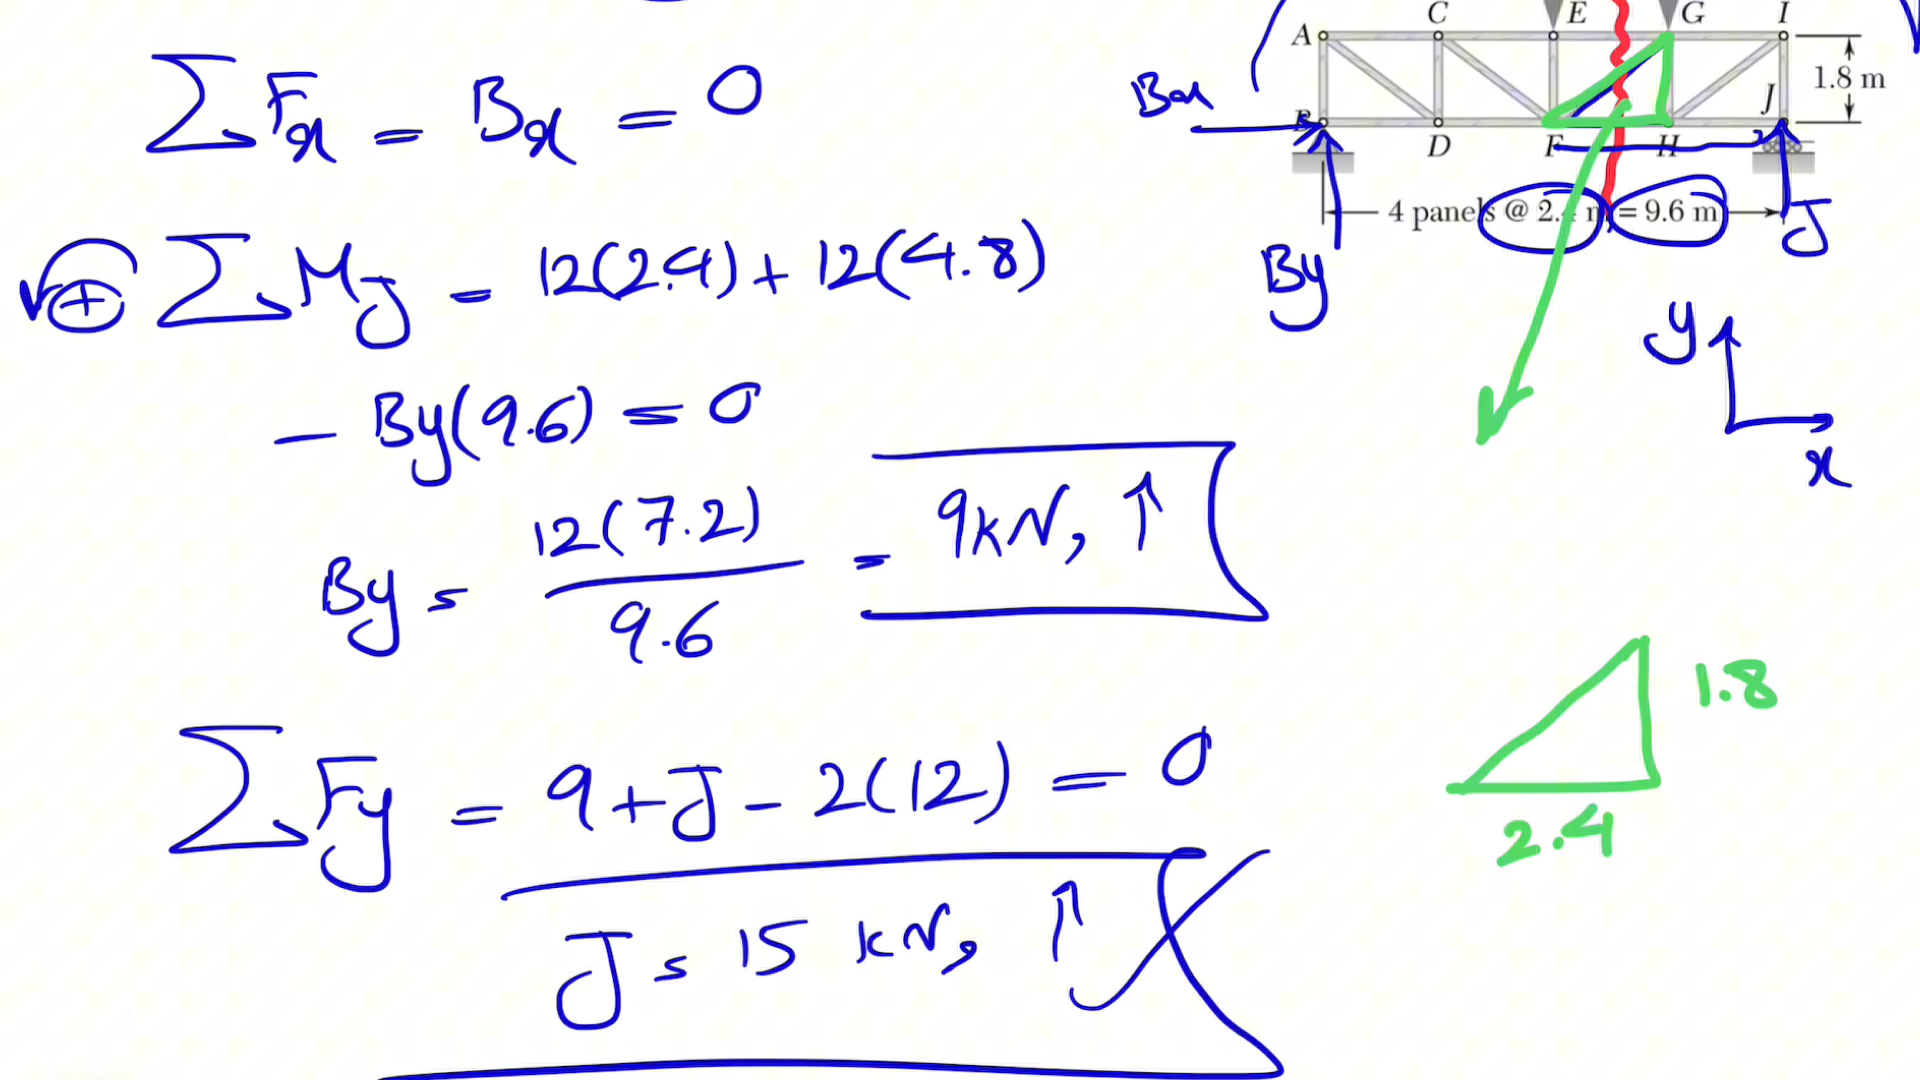 ΣFx = Bx = 0
⊕ ΣM_J = 12(2.4) + 12(4.8)
− By(9.6) = 0
By = 12(7.2) / 9.6 = 9 kN, ↑
ΣFy = 9 + J − 2(12) = 0
J = 15 kN, ↑
C E G I
A
1.8 m
Bx
B J
D F H
4 panels @ 2.4 m = 9.6 m
J
By
y
x
1.8
2.4